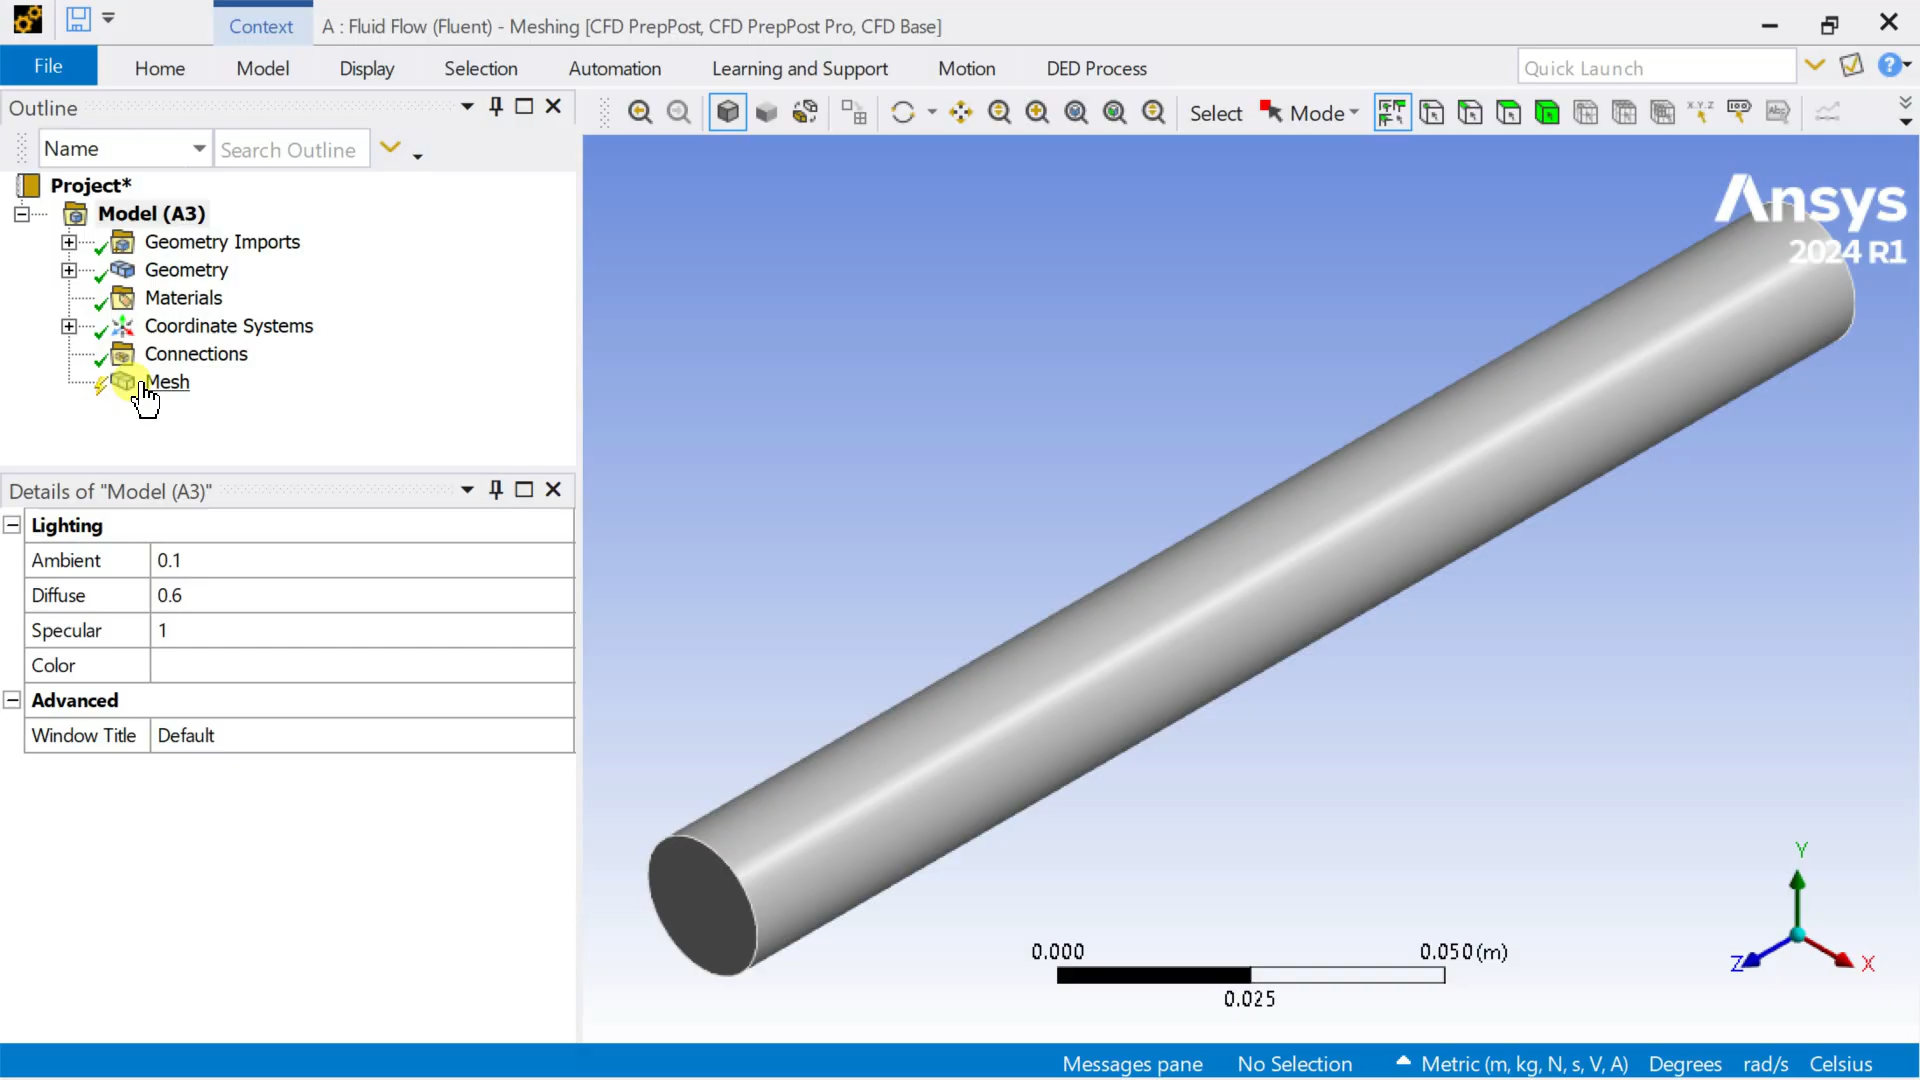 Context
A : Fluid Flow (Fluent) - Meshing [CFD PrepPost, CFD PrepPost Pro, CFD Base]
File
Home
Model
Display
Selection
Automation
Learning and Support
Motion
DED Process
Quick Launch
Outline
Select
Mode
Name
Search Outline
Project*
Model (A3)
Geometry Imports
Geometry
Materials
Coordinate Systems
Connections
Mesh
Details of "Model (A3)"
Lighting
Ambient 0.1
Diffuse 0.6
Specular 1
Color
Advanced
Window Title Default
Ansys
2024 R1
0.000
0.050(m)
0.025
Y
Z
X
Messages pane
No Selection
Metric (m, kg, N, s, V, A)
Degrees
rad/s
Celsius